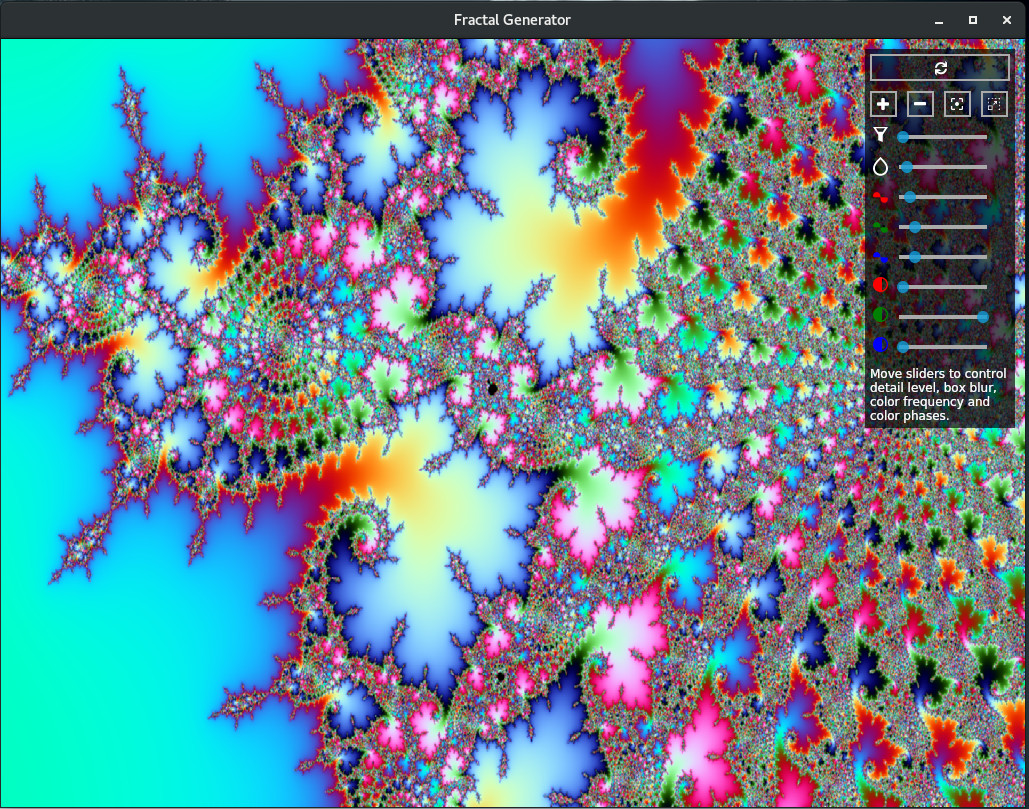 Fractal Generator
Move sliders to control
detail level, box blur,
color frequency and
color phases.